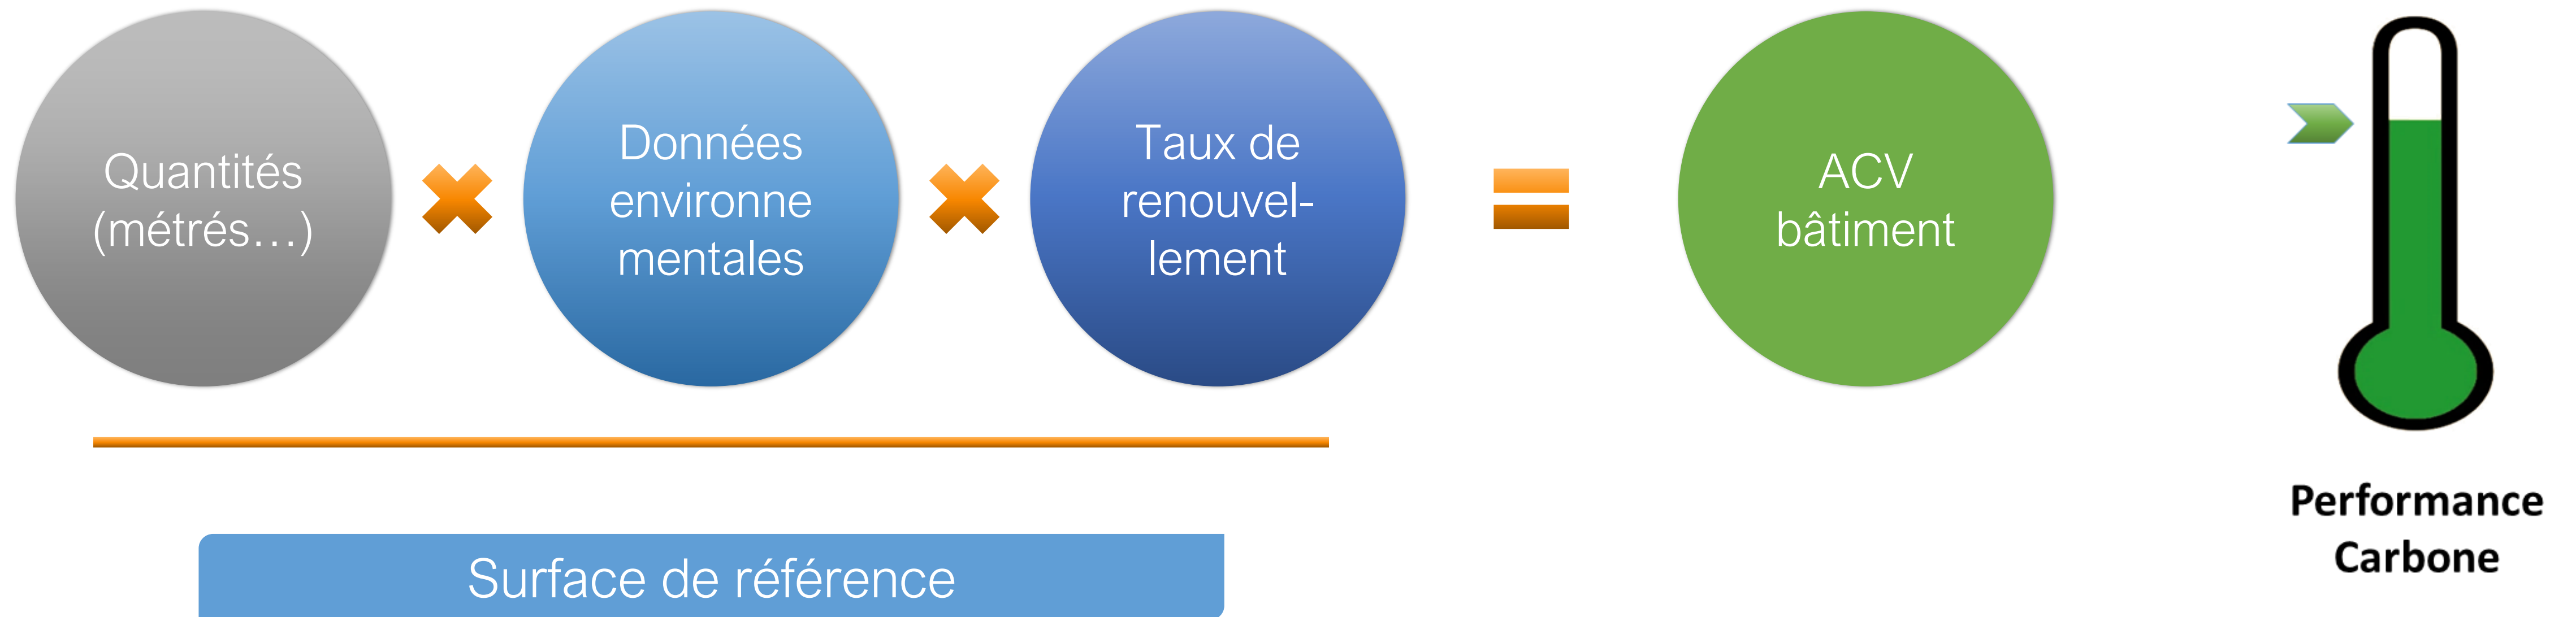 Quantités
(métrés…)
Données
environne
mentales
Taux de
renouvel-
lement
ACV
bâtiment
Surface de référence
Performance
Carbone